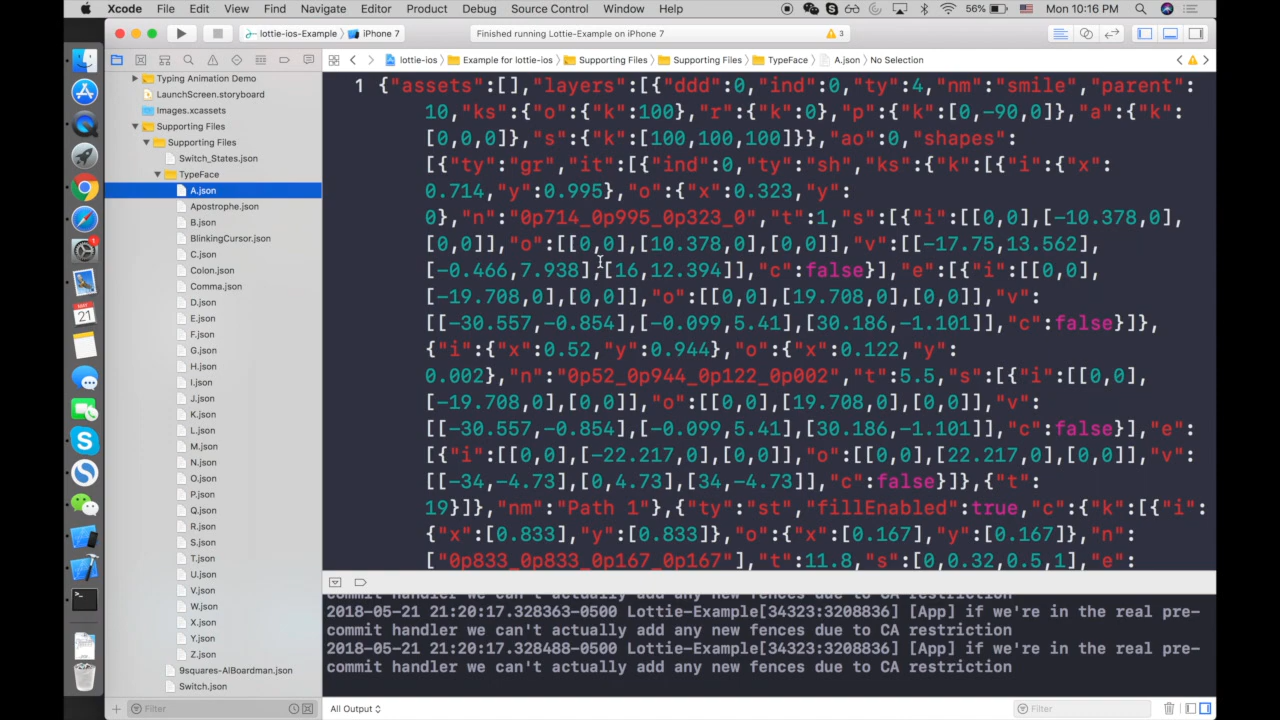 Xcode File Edit View Find Navigate Editor Product Debug Source Control Window Help 56% Mon 10:16 PM
lottie-ios-Example iPhone 7 Finished running Lottie-Example on iPhone 7 3
lottie-ios Example for lottie-ios Supporting Files Supporting Files TypeFace A.json No Selection
Typing Animation Demo
LaunchScreen.storyboard
Images.xcassets
Supporting Files
Supporting Files
Switch_States.json
TypeFace
A.json
Apostrophe.json
B.json
BlinkingCursor.json
C.json
Colon.json
Comma.json
D.json
E.json
F.json
G.json
H.json
I.json
J.json
K.json
L.json
M.json
N.json
O.json
P.json
Q.json
R.json
S.json
T.json
U.json
V.json
W.json
X.json
Y.json
Z.json
9squares-AlBoardman.json
Switch.json
Filter
MAY
21
1
1 {"assets":[],"layers":[{"ddd":0,"ind":0,"ty":4,"nm":"smile","parent":
10,"ks":{"o":{"k":100},"r":{"k":0},"p":{"k":[0,-90,0]},"a":{"k":
[0,0,0]},"s":{"k":[100,100,100]}},"ao":0,"shapes":
[{"ty":"gr","it":[{"ind":0,"ty":"sh","ks":{"k":[{"i":{"x":
0.714,"y":0.995},"o":{"x":0.323,"y":
0},"n":"0p714_0p995_0p323_0","t":1,"s":[{"i":[[0,0],[-10.378,0],
[0,0]],"o":[[0,0],[10.378,0],[0,0]],"v":[[-17.75,13.562],
[-0.466,7.938],[16,12.394]],"c":false}],"e":[{"i":[[0,0],
[-19.708,0],[0,0]],"o":[[0,0],[19.708,0],[0,0]],"v":
[[-30.557,-0.854],[-0.099,5.41],[30.186,-1.101]],"c":false}]},
{"i":{"x":0.52,"y":0.944},"o":{"x":0.122,"y":
0.002},"n":"0p52_0p944_0p122_0p002","t":5.5,"s":[{"i":[[0,0],
[-19.708,0],[0,0]],"o":[[0,0],[19.708,0],[0,0]],"v":
[[-30.557,-0.854],[-0.099,5.41],[30.186,-1.101]],"c":false}],"e":
[{"i":[[0,0],[-22.217,0],[0,0]],"o":[[0,0],[22.217,0],[0,0]],"v":
[[-34,-4.73],[0,4.73],[34,-4.73]],"c":false}]},{"t":
19}]},"nm":"Path 1"},{"ty":"st","fillEnabled":true,"c":{"k":[{"i":
{"x":[0.833],"y":[0.833]},"o":{"x":[0.167],"y":[0.167]},"n":
["0p833_0p833_0p167_0p167"],"t":11.8,"s":[0,0.32,0.5,1],"e":
commit handler we can't actually add any new fences due to CA restriction
2018-05-21 21:20:17.328363-0500 Lottie-Example[34323:3208836] [App] if we're in the real pre-
commit handler we can't actually add any new fences due to CA restriction
2018-05-21 21:20:17.328488-0500 Lottie-Example[34323:3208836] [App] if we're in the real pre-
commit handler we can't actually add any new fences due to CA restriction
All Output Filter